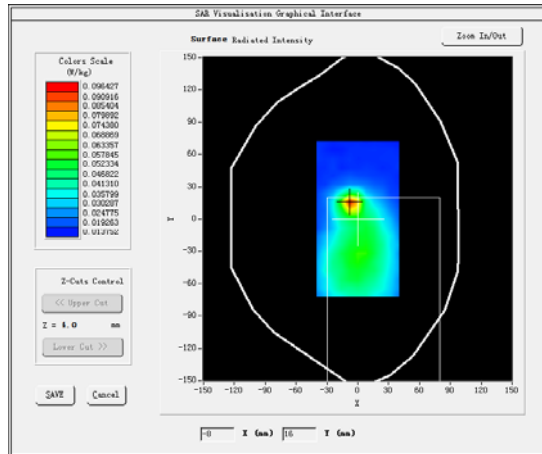 SAR Visualisation Graphical Interface
Surface Radiated Intensity
Zoom In/Out
Colors Scale
(W/kg)
0.096427
0.090916
0.085404
0.079892
0.074380
0.068869
0.063357
0.057845
0.052334
0.046822
0.041310
0.035799
0.030287
0.024775
0.019263
0.013752
150
120
90
60
30
0
-30
-60
-90
-120
-150
Y
-150 -120 -90 -60 -30 0 30 60 90 120 150
X
Z-Cuts Control
<< Upper Cut
Z = 4.0 mm
Lower Cut >>
SAVE Cancel
-8 X (mm) 16 Y (mm)